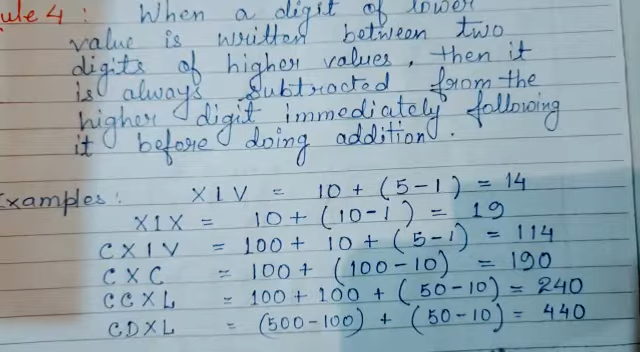 ule 4 : When a digit of lower
value is written between two
digits of higher values, then it
is always subtracted from the
higher digit immediately following
it before doing addition.
Examples : XIV = 10 + (5-1) = 14
XIX = 10 + (10-1) = 19
CXIV = 100 + 10 + (5-1) = 114
CXC = 100 + (100-10) = 190
CCXL = 100 + 100 + (50-10) = 240
CDXL = (500-100) + (50-10) = 440